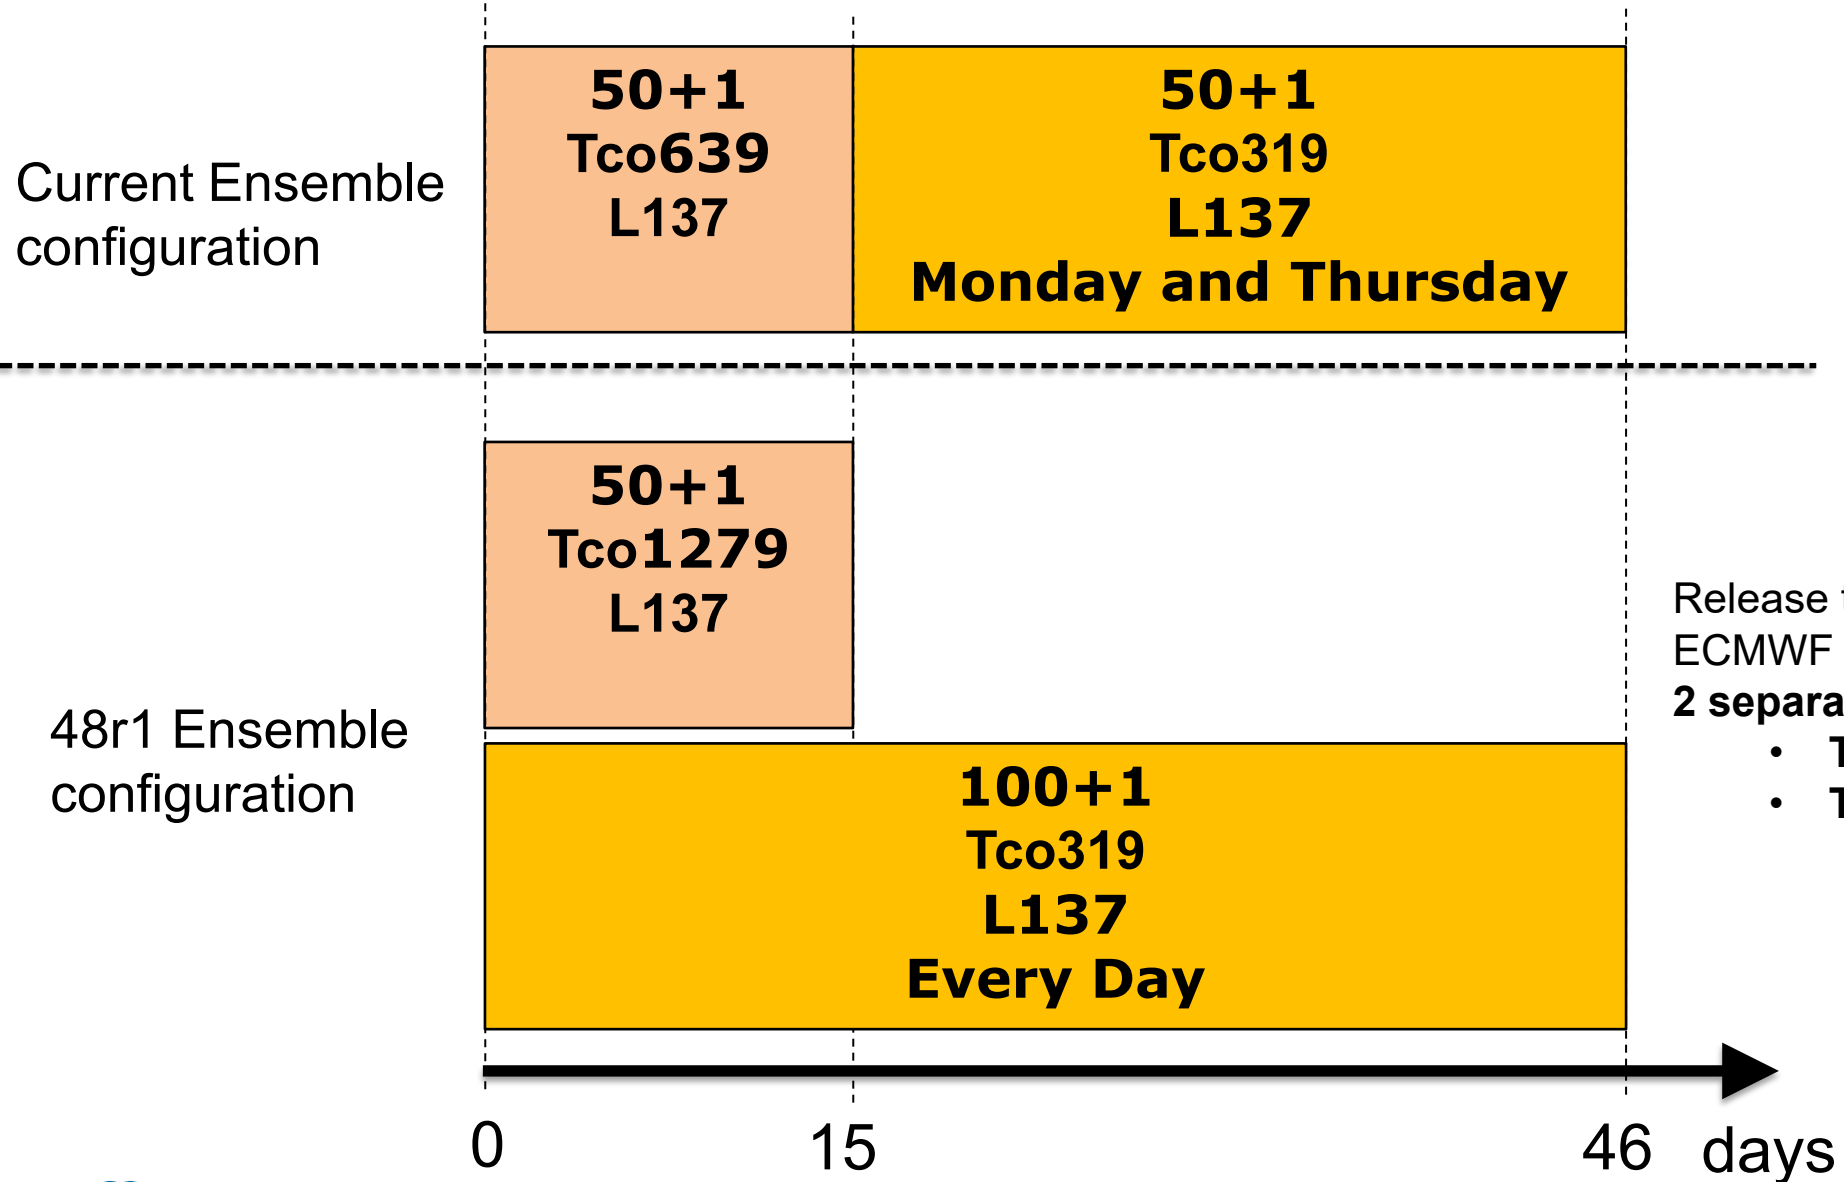 Current Ensemble
configuration
50+1
Tco639
L137
50+1
Tco319
L137
Monday and Thursday
48r1 Ensemble
configuration
50+1
Tco1279
L137
100+1
Tco319
L137
Every Day
Release
ECMWF
2
0
15
46
days